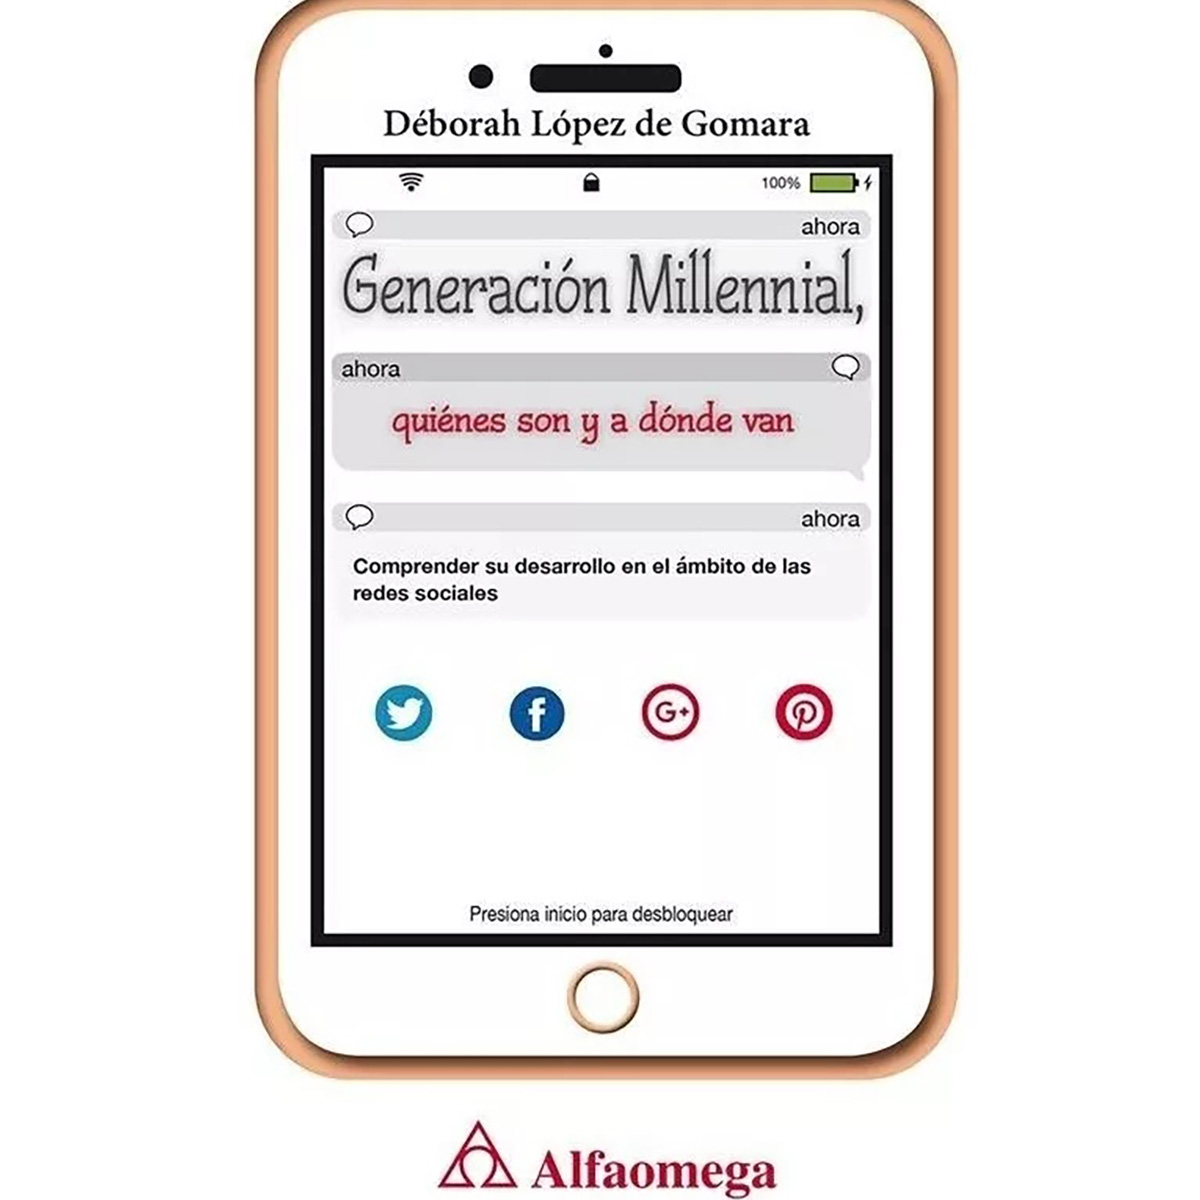 Déborah López de Gomara
100%
ahora
Generación Millennial,
ahora
quiénes son y a dónde van
ahora
Comprender su desarrollo en el ámbito de las
redes sociales
f
G+
Presiona inicio para desbloquear
Alfaomega